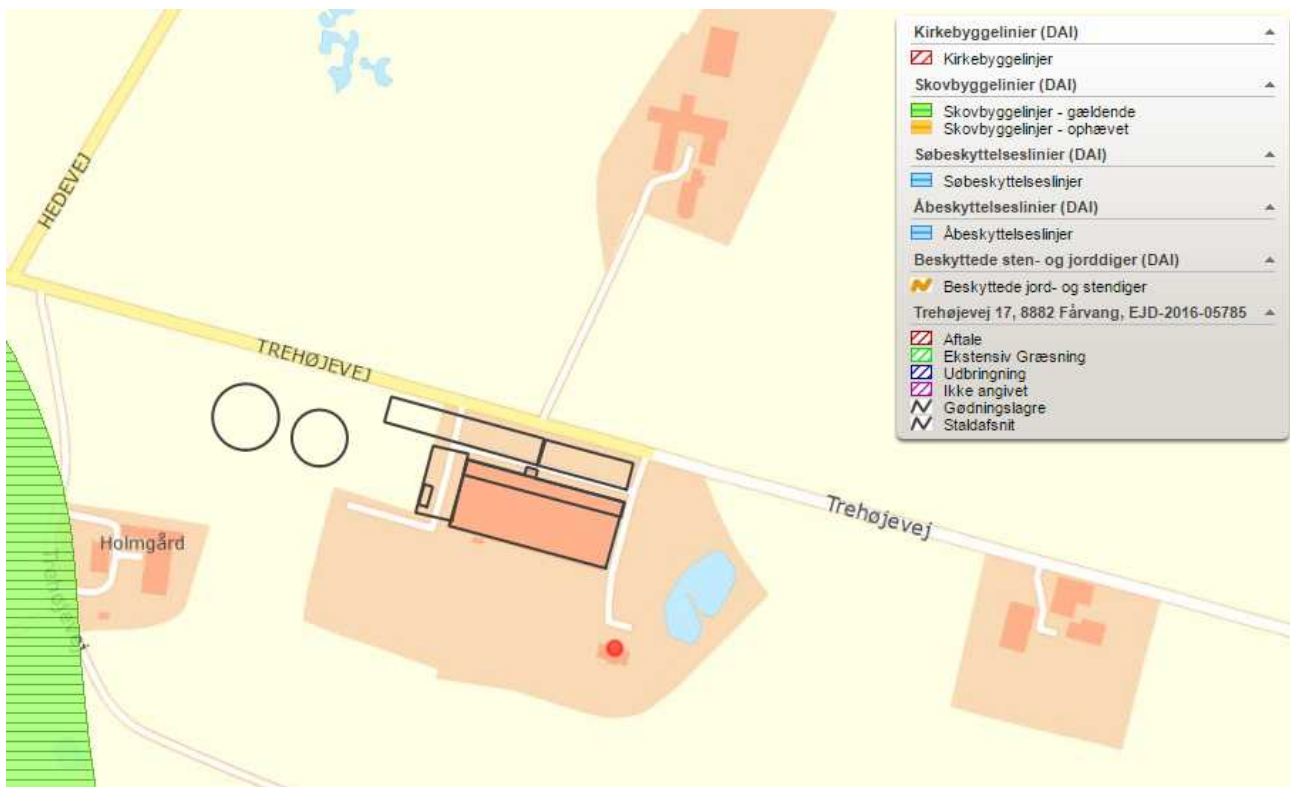 Kirkebyggelinier (DAI)
Kirkebyggelinjer
Skovbyggelinier (DAI)
Skovbyggelinjer - gældende
Skovbyggelinjer - ophævet
Søbeskyttelseslinier (DAI)
Søbeskyttelseslinjer
Åbeskyttelseslinier (DAI)
Åbeskyttelseslinjer
Beskyttede sten- og jorddiger (DAI)
Beskyttede jord- og stendiger
Trehøjevej 17, 8882 Fårvang, EJD-2016-05785
Aftale
Ekstensiv Græsning
Udbringning
Ikke angivet
Gødningslagre
Staldafsnit
HEDEVEJ
TREHØJEVEJ
Trehøjevej
Holmgård
Trehøjevej